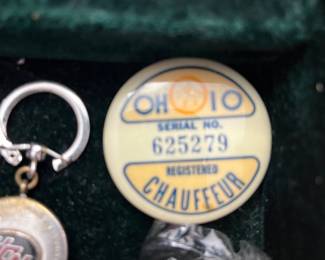 OHIO
SERIAL NO.
625279
REGISTERED
CHAUFFEUR